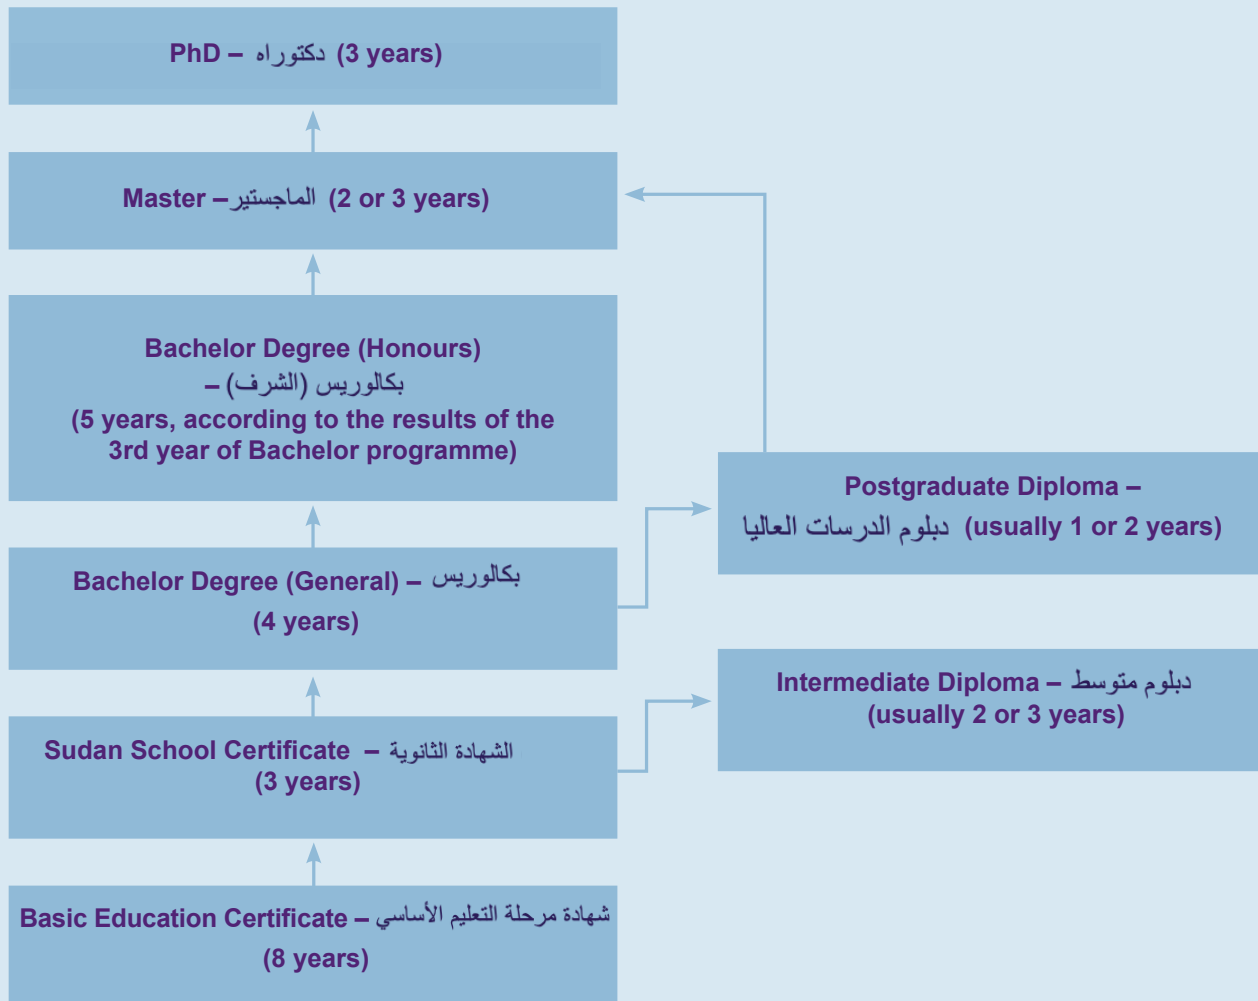 PhD – دكتوراه (3 years)
Master – الماجستير (2 or 3 years)
Bachelor Degree (Honours)
بكالوريس (الشرف) –
(5 years, according to the results of the
3rd year of Bachelor programme)
Postgraduate Diploma –
دبلوم الدرسات العاليا (usually 1 or 2 years)
Bachelor Degree (General) – بكالوريس
(4 years)
Intermediate Diploma – دبلوم متوسط
(usually 2 or 3 years)
Sudan School Certificate – الشهادة الثانوية
(3 years)
Basic Education Certificate – شهادة مرحلة التعليم الأساسي
(8 years)